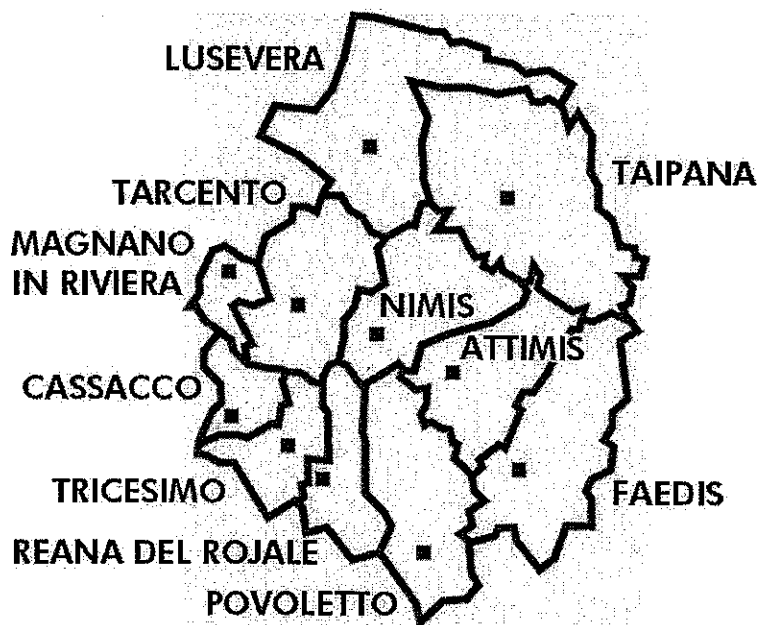 LUSEVERA
TAIPANA
TARCENTO
MAGNANO
IN RIVIERA
NIMIS
ATTIMIS
CASSACCO
TRICESIMO
FAEDIS
REANA DEL ROJALE
POVOLETTO